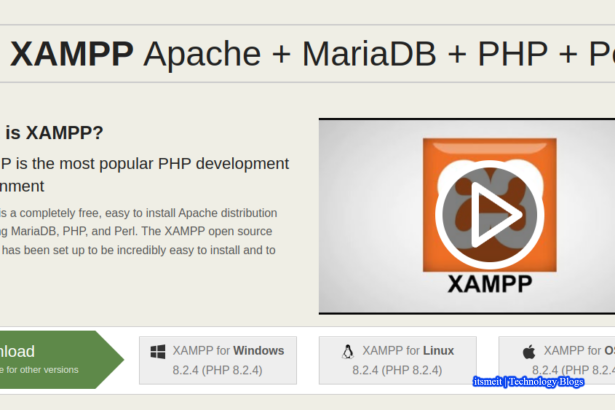 XAMPP Apache + MariaDB + PHP + P
is XAMPP?
P is the most popular PHP development
nment
is a completely free, easy to install Apache distribution
ng MariaDB, PHP, and Perl. The XAMPP open source
has been set up to be incredibly easy to install and to
XAMPP
nload
e for other versions
XAMPP for Windows
8.2.4 (PHP 8.2.4)
XAMPP for Linux
8.2.4 (PHP 8.2.4)
XAMPP for OS
8.2.4 (PHP 8.2.4
itsmeit | Technology Blogs